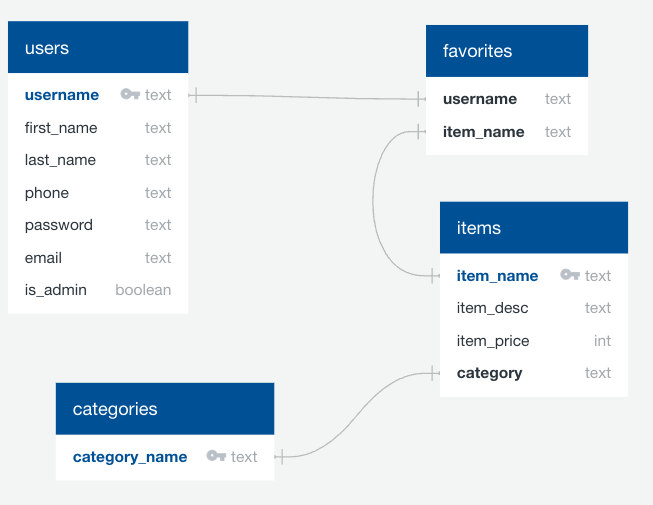 users
username text
first_name text
last_name text
phone text
password text
email text
is_admin boolean
favorites
username text
item_name text
items
item_name text
item_desc text
item_price int
category text
categories
category_name text